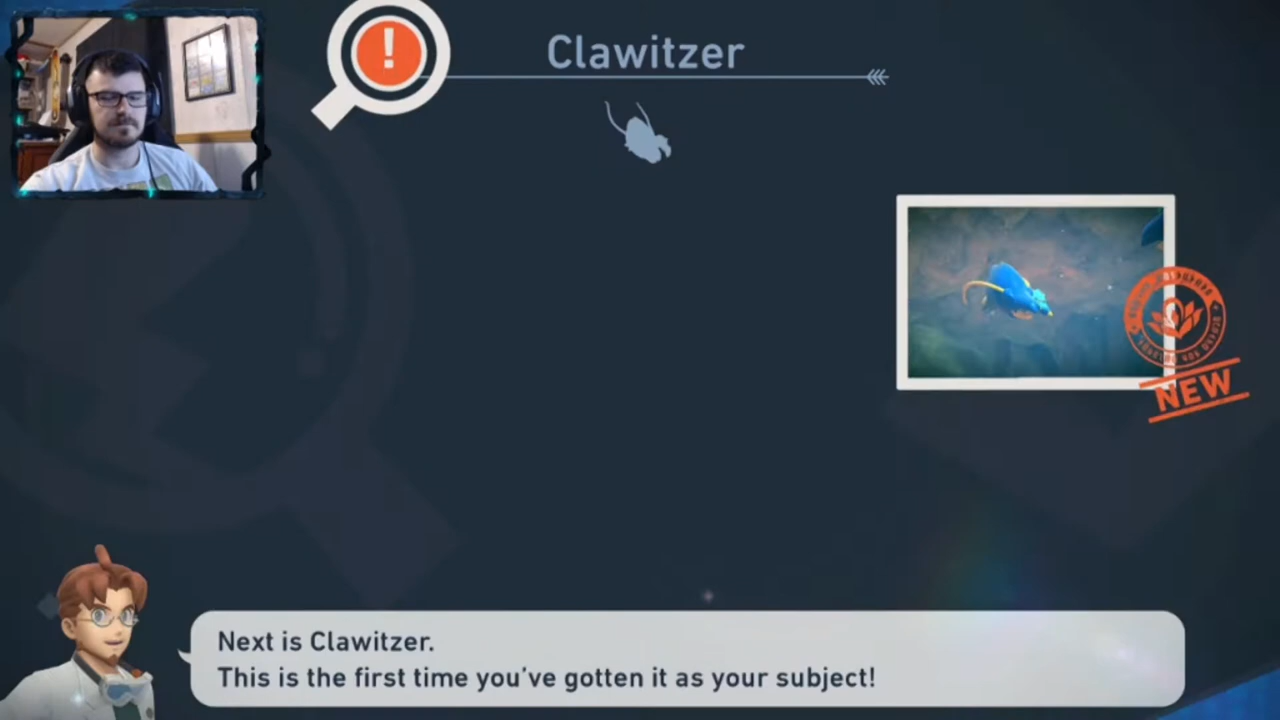 Clawitzer
!
NEW
Next is Clawitzer.
This is the first time you've gotten it as your subject!